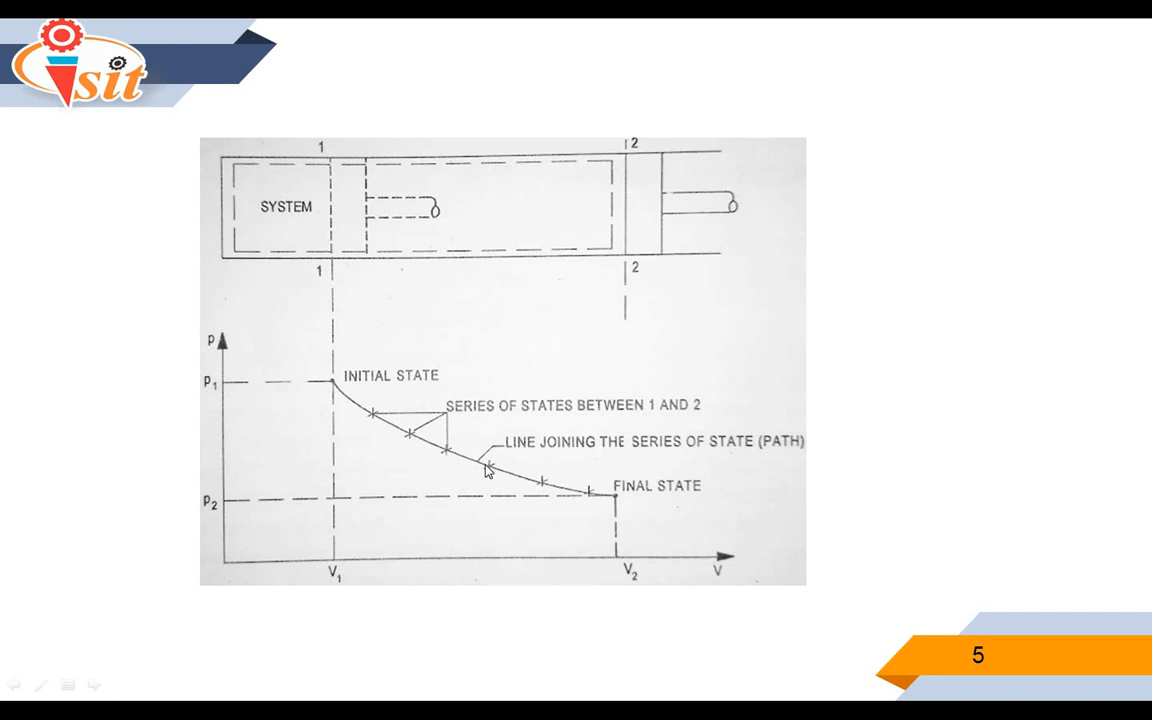 sit
1
2
SYSTEM
1
2
P
P1
INITIAL STATE
SERIES OF STATES BETWEEN 1 AND 2
LINE JOINING THE SERIES OF STATE (PATH)
FINAL STATE
P2
V1
V2
V
5